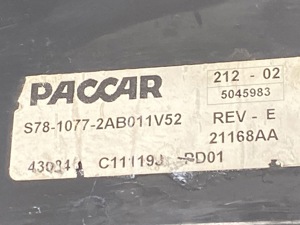 PACCAR
212 - 02
5045983
S78-1077-2AB011V52
REV - E
21168AA
C11119J